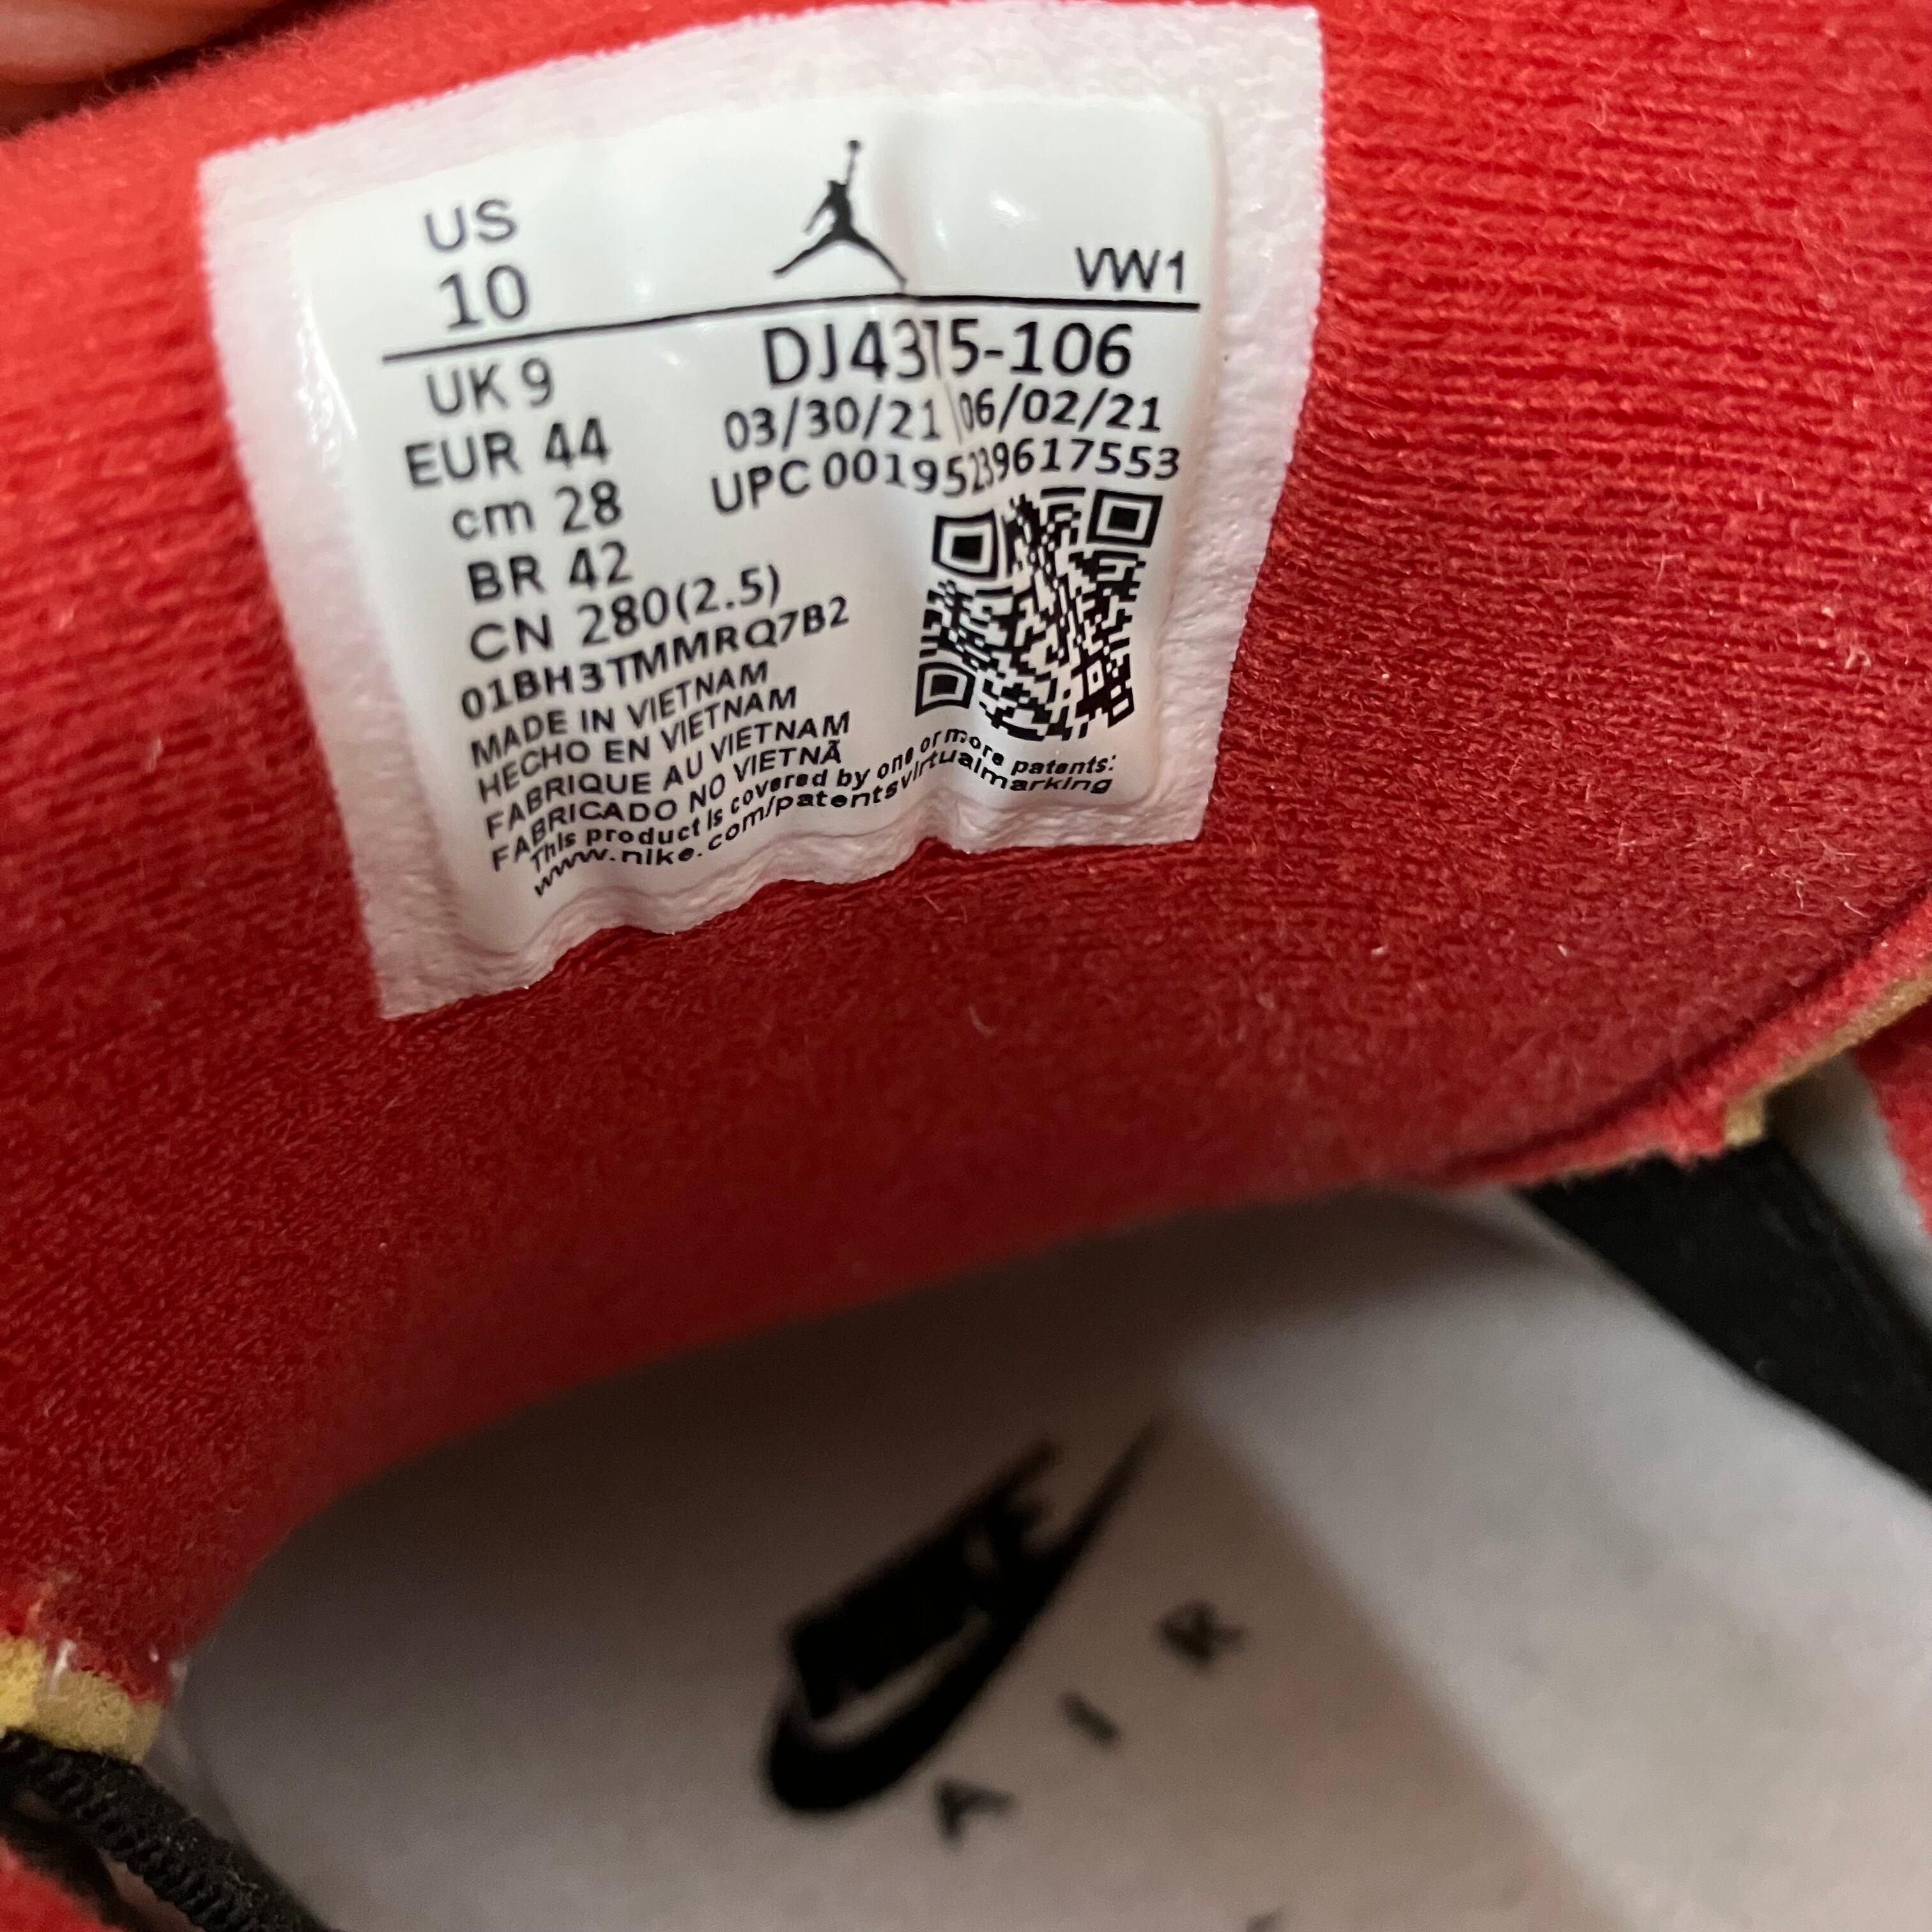 US
10
VW1
UK 9
EUR 44
cm 28
BR 42
CN 280(2.5)
01BH3TMMRQ7B2
MADE IN VIETNAM
HECHO EN VIETNAM
FABRIQUE AU VIETNAM
FABRICADO NO VIETNÃ
This product is covered by one or more patents:
www.nike.com/patentsvirtualmarking
DJ4375-106
03/30/21 06/02/21
UPC 00195239617553
NIKE
AIR